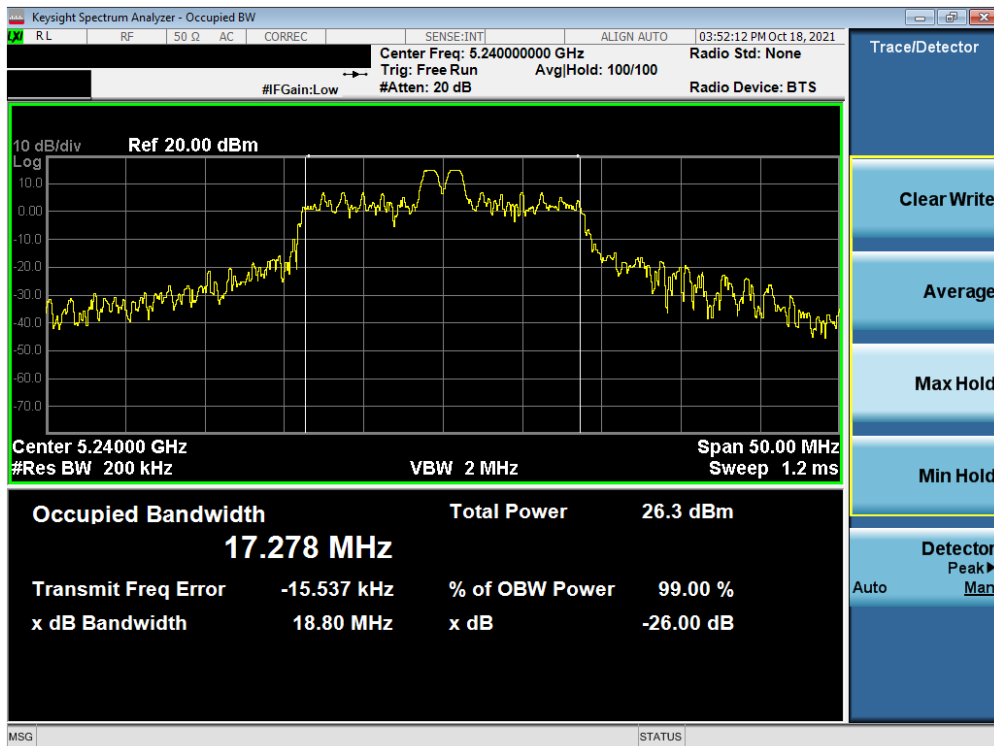 Keysight Spectrum Analyzer - Occupied BW
LXI RL RF 50 Ω AC CORREC SENSE:INT ALIGN AUTO 03:52:12 PM Oct 18, 2021
Center Freq: 5.240000000 GHz Radio Std: None
Trig: Free Run Avg|Hold: 100/100
#IFGain:Low #Atten: 20 dB Radio Device: BTS
10 dB/div Ref 20.00 dBm
Log
10.0
0.00
-10.0
-20.0
-30.0
-40.0
-50.0
-60.0
-70.0
Center 5.24000 GHz Span 50.00 MHz
#Res BW 200 kHz VBW 2 MHz Sweep 1.2 ms
Occupied Bandwidth Total Power 26.3 dBm
17.278 MHz
Transmit Freq Error -15.537 kHz % of OBW Power 99.00 %
x dB Bandwidth 18.80 MHz x dB -26.00 dB
MSG STATUS
Trace/Detector
Clear Write
Average
Max Hold
Min Hold
Detector
Peak▶
Auto Man